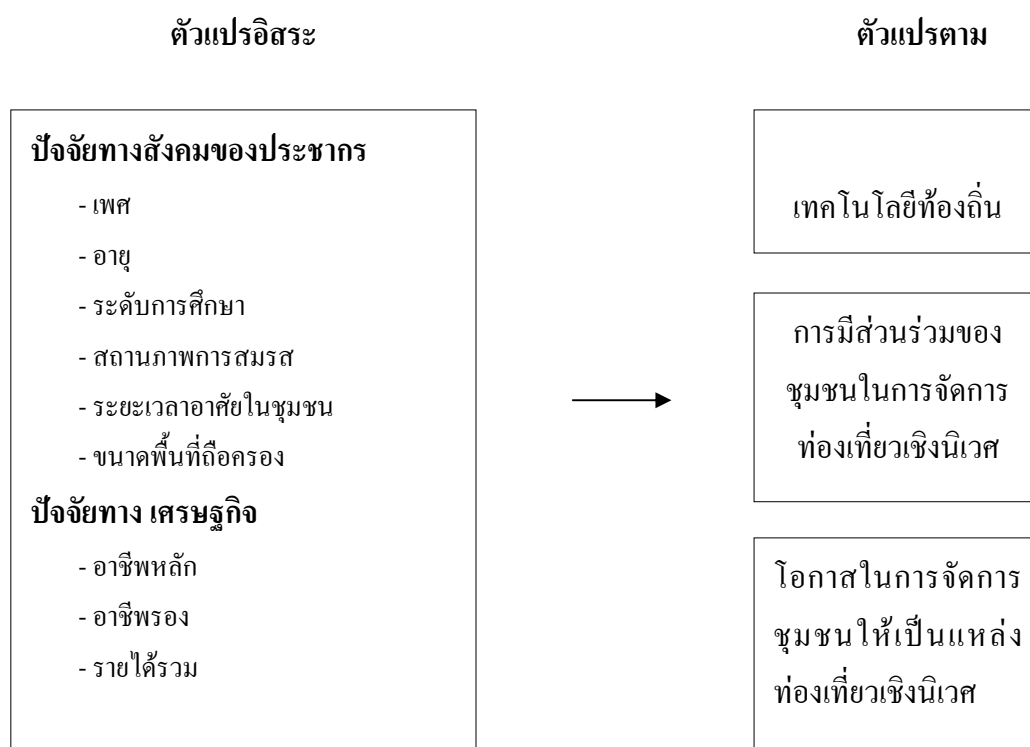 ตัวแปรอิสระ
ตัวแปรตาม
ปัจจัยทางสังคมของประชากร
- เพศ
- อายุ
- ระดับการศึกษา
- สถานภาพการสมรส
- ระยะเวลาอาศัยในชุมชน
- ขนาดพื้นที่ถือครอง
ปัจจัยทาง เศรษฐกิจ
- อาชีพหลัก
- อาชีพรอง
- รายได้รวม
เทคโนโลยีท้องถิ่น
การมีส่วนร่วมของ
ชุมชนในการจัดการ
ท่องเที่ยวเชิงนิเวศ
โอกาสในการจัดการ
ชุมชนให้เป็นแหล่ง
ท่องเที่ยวเชิงนิเวศ